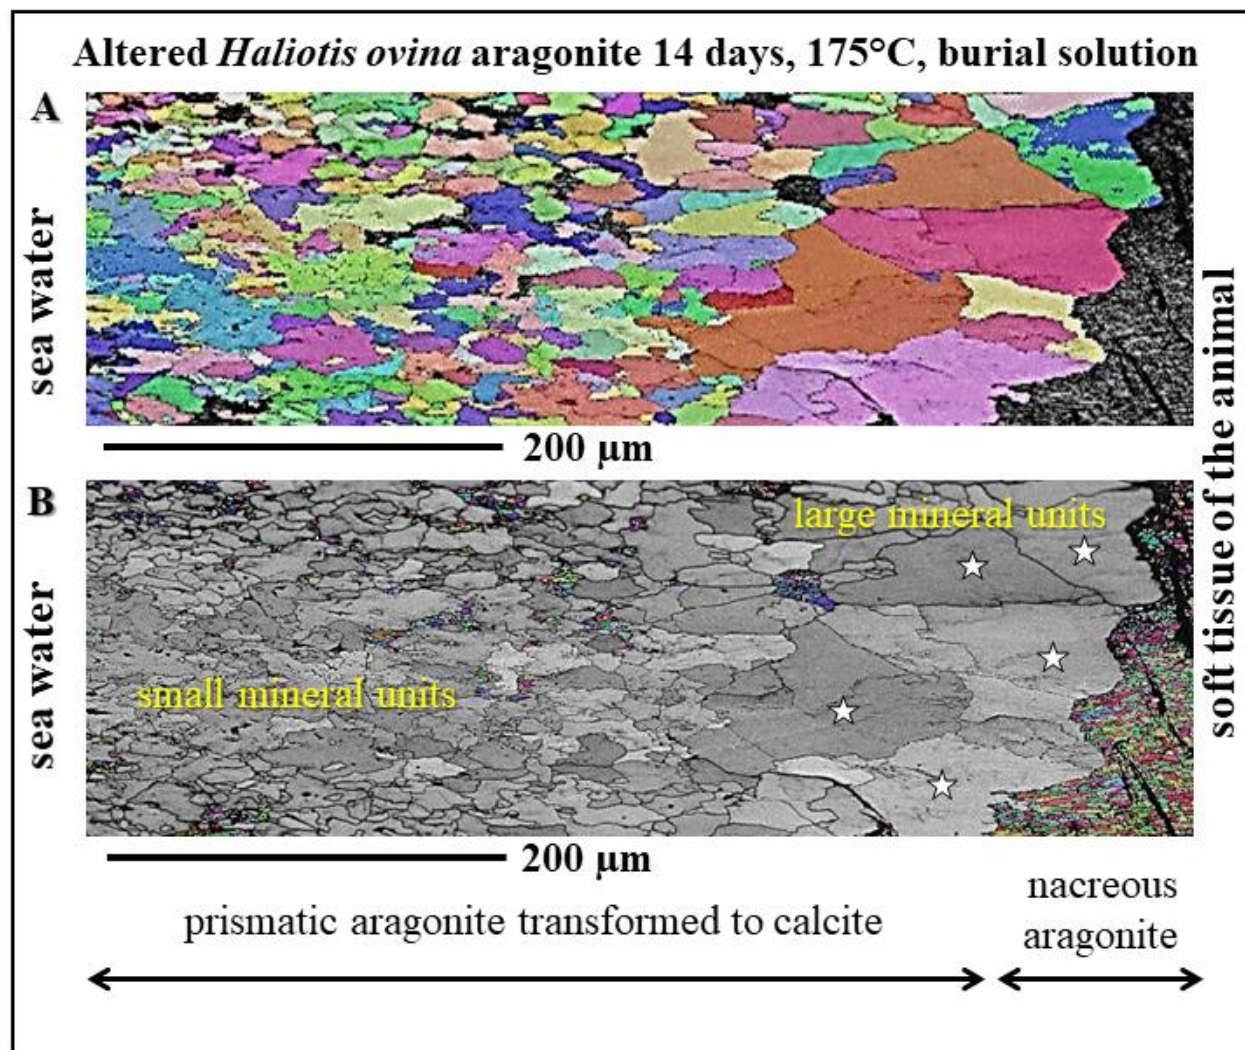 Altered Haliotis ovina aragonite 14 days, 175°C, burial solution
A
sea water
200 µm
B
sea water
large mineral units
small mineral units
soft tissue of the animal
200 µm
prismatic aragonite transformed to calcite
nacreous
aragonite